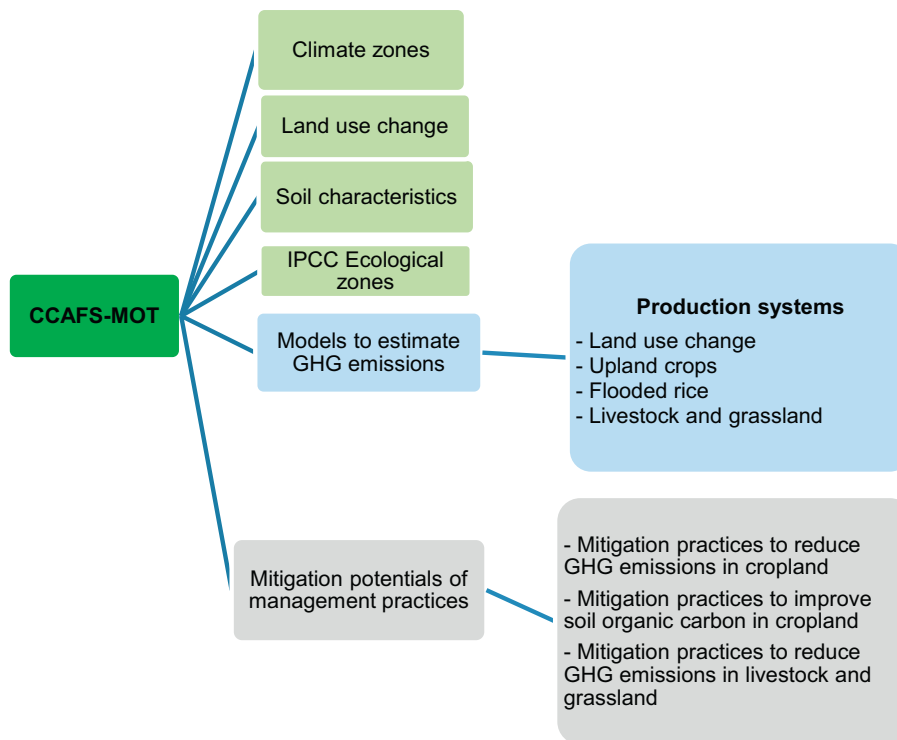 Climate zones
Land use change
Soil characteristics
IPCC Ecological
zones
CCAFS-MOT
Models to estimate
GHG emissions
Production systems
- Land use change
- Upland crops
- Flooded rice
- Livestock and grassland
Mitigation potentials of
management practices
- Mitigation practices to reduce
GHG emissions in cropland
- Mitigation practices to improve
soil organic carbon in cropland
- Mitigation practices to reduce
GHG emissions in livestock and
grassland